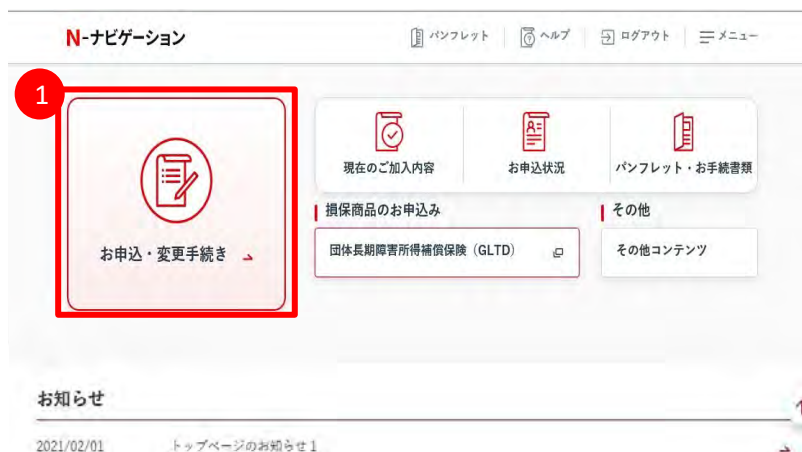 N-ナビゲーション
パンフレット
ヘルプ
ログアウト
メニュー
1
お申込・変更手続き
現在のご加入内容
お申込状況
パンフレット・お手続書類
損保商品のお申込み
団体長期障害所得補償保険（GLTD）
その他
その他コンテンツ
お知らせ
2021/02/01 トップページのお知らせ1